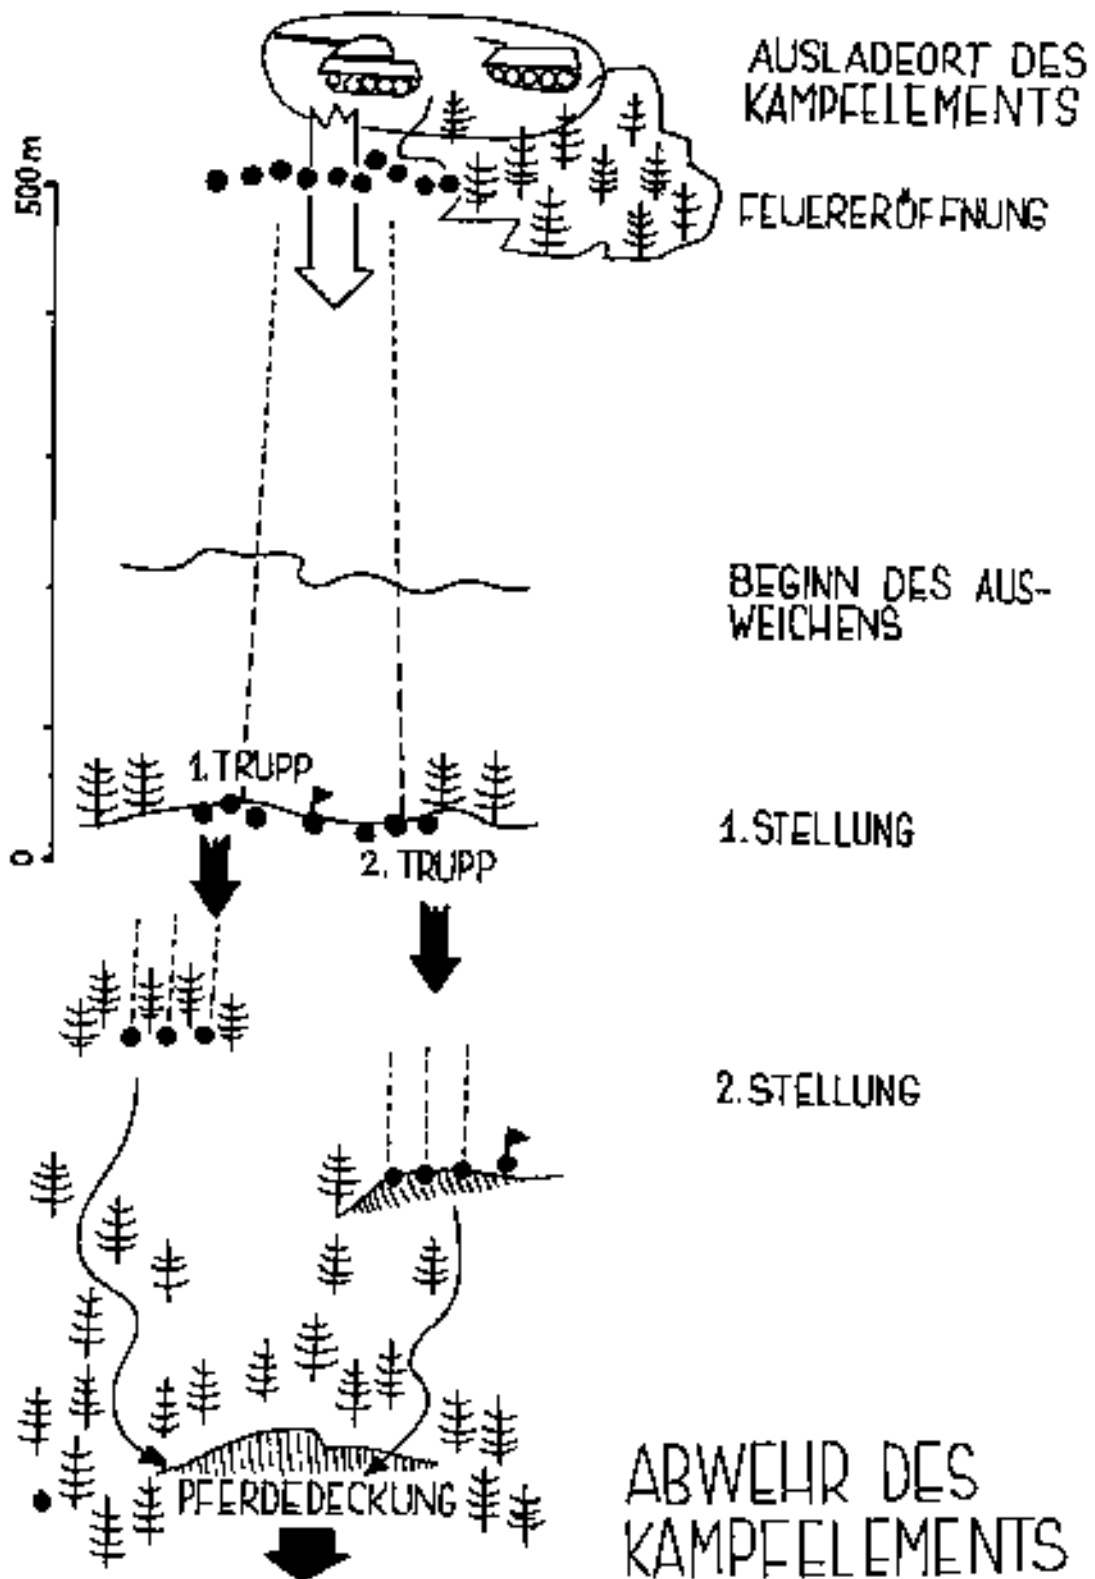 AUSLADEORT DES
KAMPFELEMENTS
500 m
FEUERERÖFFNUNG
BEGINN DES AUS-
WEICHENS
1. TRUPP
1. STELLUNG
0
2. TRUPP
2. STELLUNG
PFERDEDECKUNG
ABWEHR DES
KAMPFELEMENTS